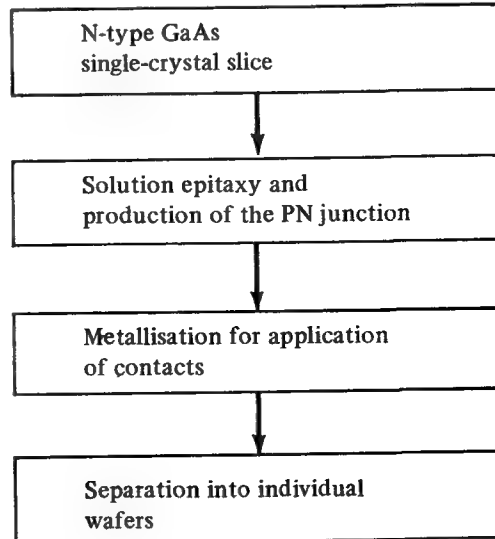 N-type GaAs
single-crystal slice
Solution epitaxy and
production of the PN junction
Metallisation for application
of contacts
Separation into individual
wafers